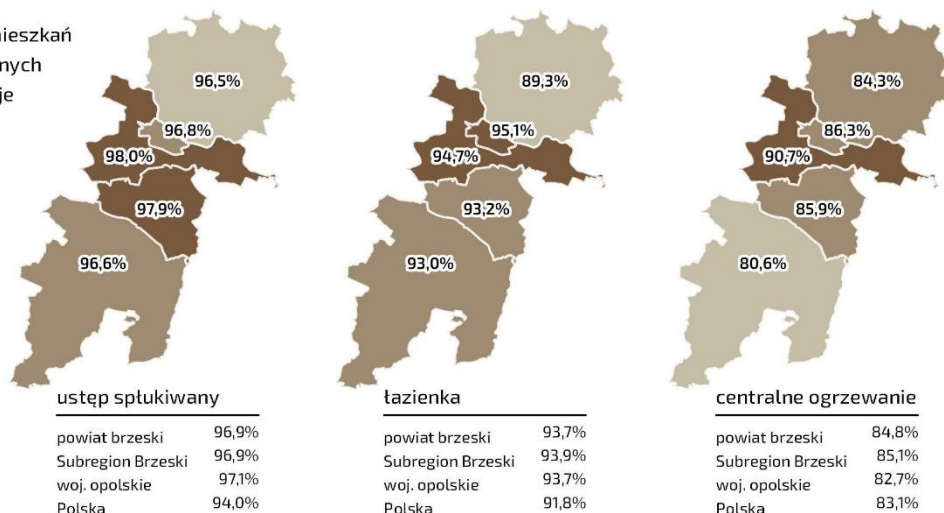 nieszkań
nych
je
96,5%
96,8%
98,0%
97,9%
96,6%
ustęp spłukiwany
powiat brzeski 96,9%
Subregion Brzeski 96,9%
woj. opolskie 97,1%
Polska 94,0%
89,3%
95,1%
94,7%
93,2%
93,0%
łazienka
powiat brzeski 93,7%
Subregion Brzeski 93,9%
woj. opolskie 93,7%
Polska 91,8%
84,3%
86,3%
90,7%
85,9%
80,6%
centralne ogrzewanie
powiat brzeski 84,8%
Subregion Brzeski 85,1%
woj. opolskie 82,7%
Polska 83,1%